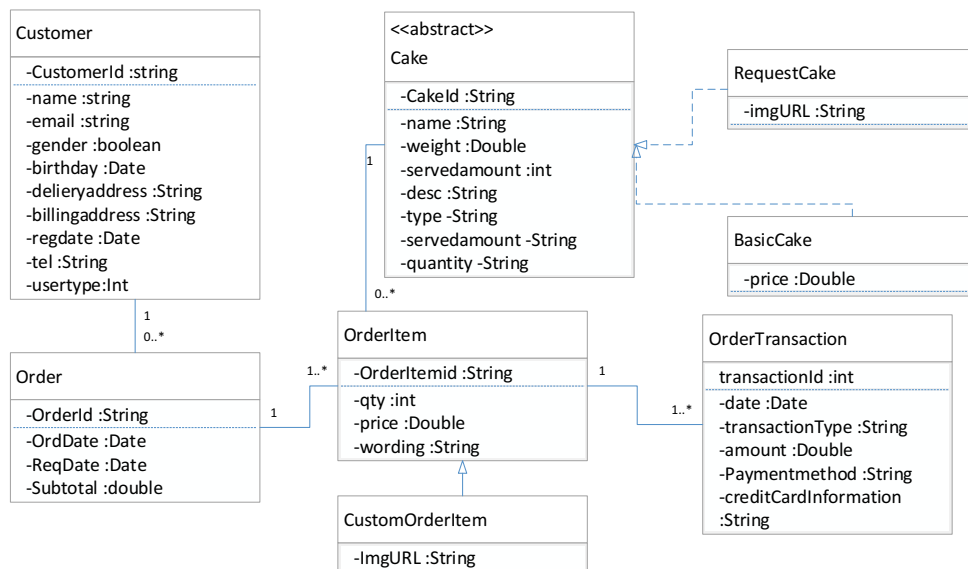 Customer
-CustomerId :string
-name :string
-email :string
-gender :boolean
-birthday :Date
-delieryaddress :String
-billingaddress :String
-regdate :Date
-tel :String
-usertype:Int
1
0..*
Order
-OrderId :String
-OrdDate :Date
-ReqDate :Date
-Subtotal :double
1
1..*
<<abstract>>
Cake
-CakeId :String
-name :String
-weight :Double
-servedamount :int
-desc :String
-type -String
-servedamount -String
-quantity -String
1
0..*
OrderItem
-OrderItemid :String
-qty :int
-price :Double
-wording :String
CustomOrderItem
-ImgURL :String
RequestCake
-imgURL :String
BasicCake
-price :Double
1
1..*
OrderTransaction
transactionId :int
-date :Date
-transactionType :String
-amount :Double
-Paymentmethod :String
-creditCardInformation
:String